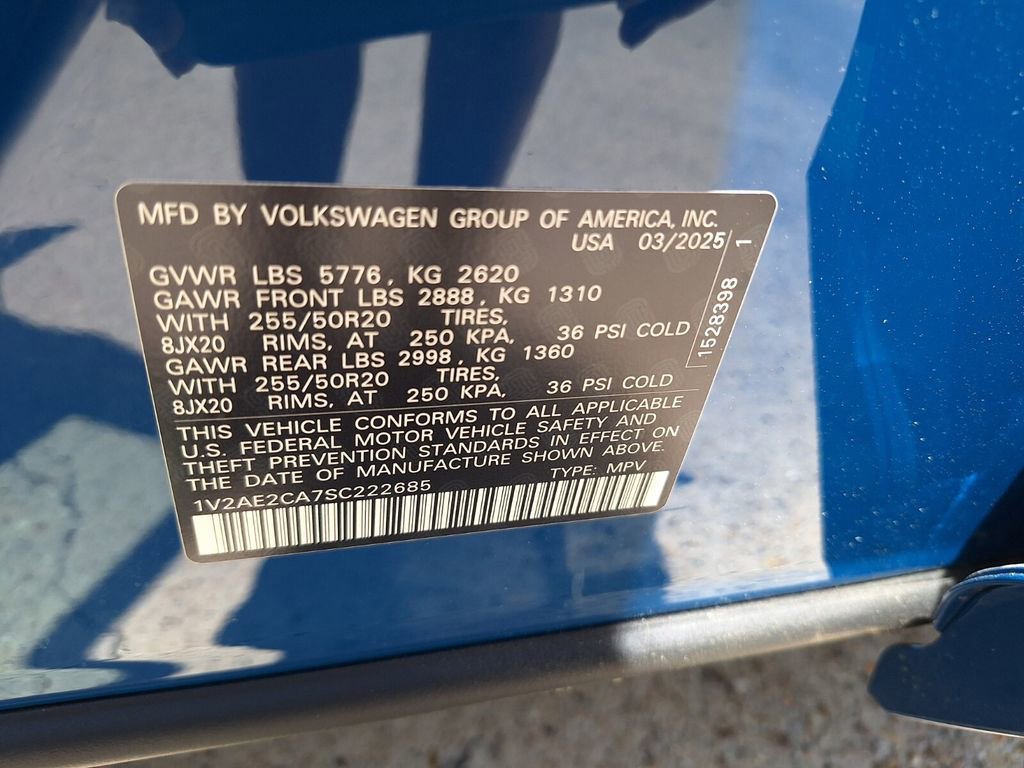 MFD BY VOLKSWAGEN GROUP OF AMERICA, INC.
USA 03/2025
GVWR LBS 5776, KG 2620
GAWR FRONT LBS 2888, KG 1310
WITH 255/50R20 TIRES,
8JX20 RIMS, AT 250 KPA, 36 PSI COLD
GAWR REAR LBS 2998, KG 1360
WITH 255/50R20 TIRES,
8JX20 RIMS, AT 250 KPA, 36 PSI COLD
THIS VEHICLE CONFORMS TO ALL APPLICABLE
U.S. FEDERAL MOTOR VEHICLE SAFETY AND
THEFT PREVENTION STANDARDS IN EFFECT ON
THE DATE OF MANUFACTURE SHOWN ABOVE.
1V2AE2CA7SC222685 TYPE: MPV
1528398 1